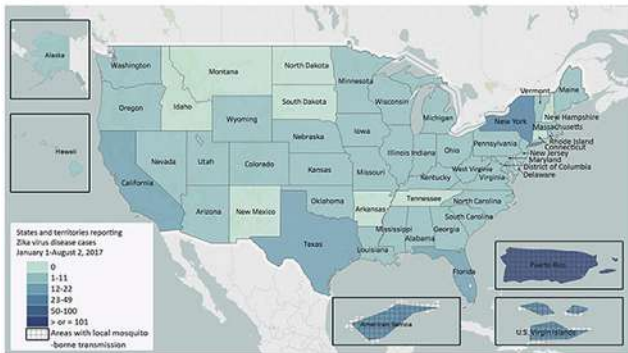 Alaska
Washington
Montana
North Dakota
Minnesota
Vermont
Maine
Oregon
Idaho
South Dakota
Wisconsin
Michigan
New York
New Hampshire
Massachusetts
Hawaii
Wyoming
Nebraska
Iowa
Pennsylvania
Rhode Island
Connecticut
New Jersey
Maryland
District of Columbia
Delaware
Nevada
Utah
Colorado
Kansas
Missouri
Illinois
Indiana
Ohio
West Virginia
Virginia
Kentucky
California
Arizona
New Mexico
Oklahoma
Arkansas
Tennessee
North Carolina
South Carolina
Texas
Louisiana
Mississippi
Alabama
Georgia
Florida
Puerto Rico
American Samoa
U.S. Virgin Islands
States and territories reporting
Zika virus disease cases
January 1-August 2, 2017
0
1-11
12-22
23-49
50-100
> or = 101
Areas with local mosquito
-borne transmission